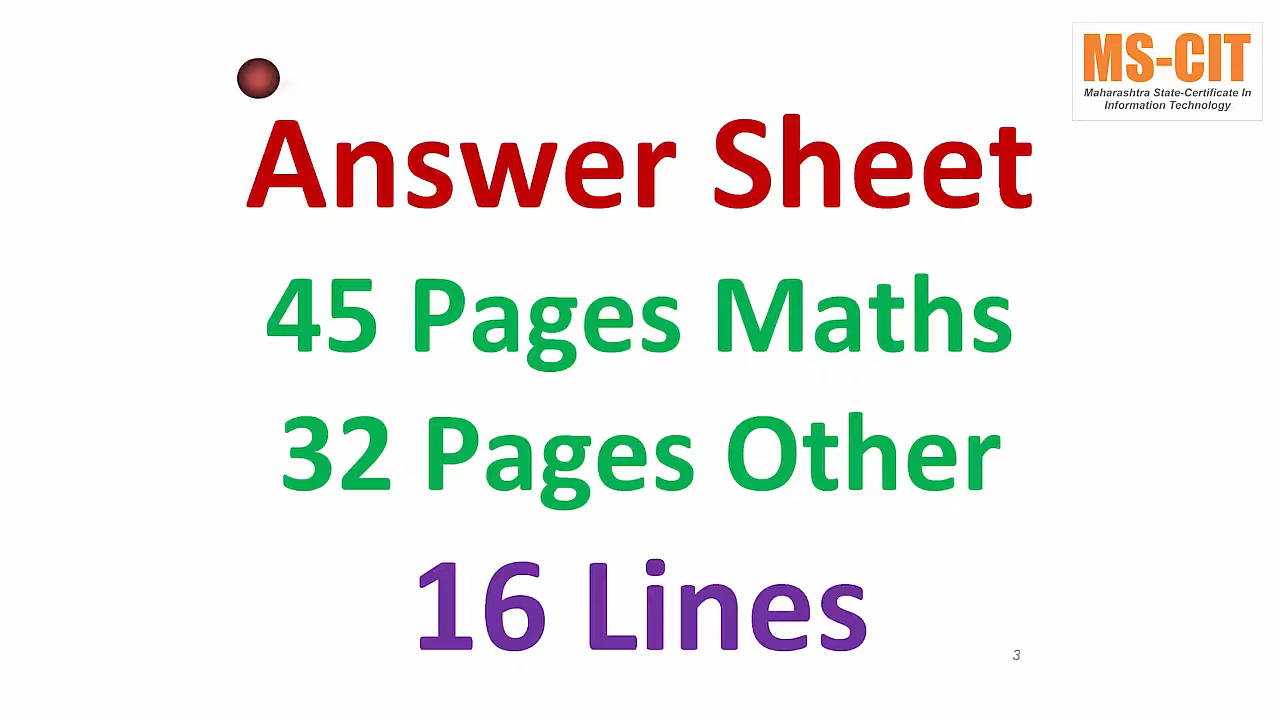 MS-CIT
Maharashtra State-Certificate In
Information Technology
Answer Sheet
45 Pages Maths
32 Pages Other
16 Lines
3